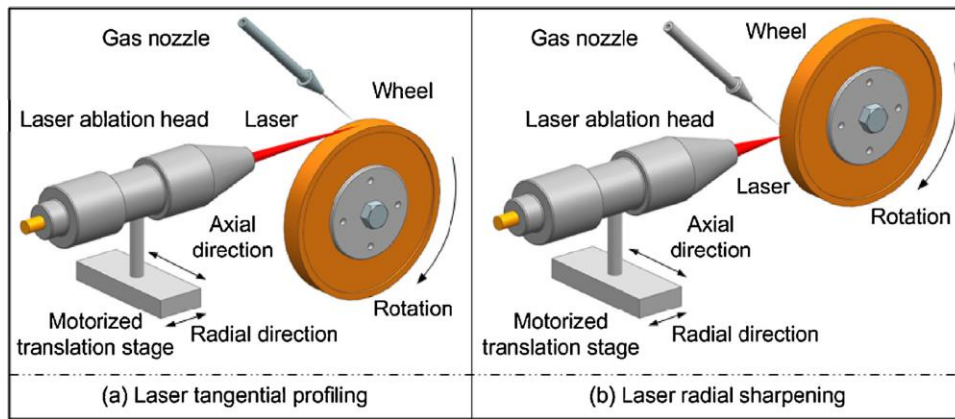 Gas nozzle
Wheel
Laser ablation head
Laser
Axial
direction
Rotation
Motorized
translation stage
Radial direction
(a) Laser tangential profiling
Gas nozzle
Wheel
Laser ablation head
Laser
Rotation
Axial
direction
Motorized
translation stage
Radial direction
(b) Laser radial sharpening